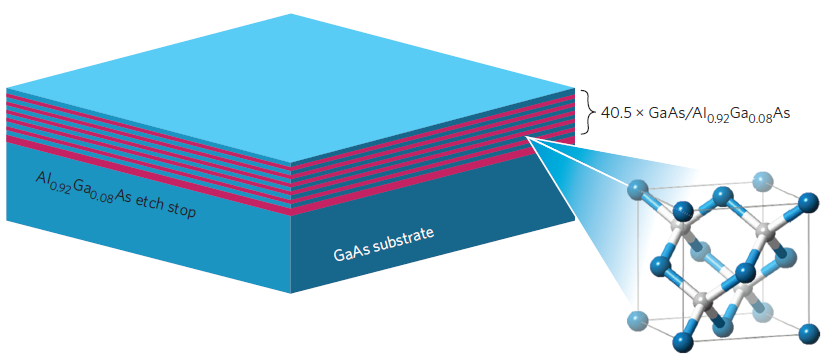 40.5 × GaAs/Al₀.₉₂Ga₀.₀₈As
Al₀.₉₂Ga₀.₀₈As etch stop
GaAs substrate